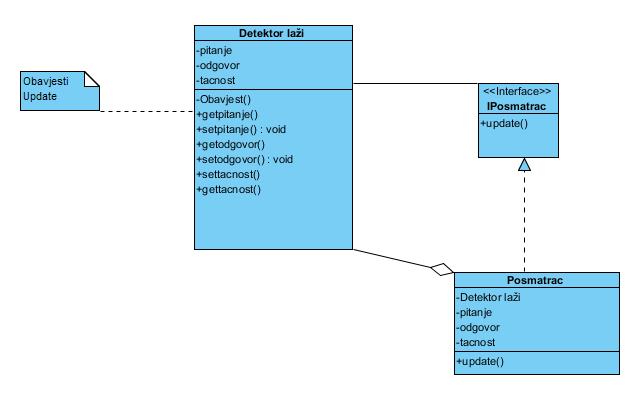 Obavjesti
Update
Detektor laži
-pitanje
-odgovor
-tacnost
-Obavjest()
+getpitanje()
+setpitanje() : void
+getodgovor()
+setodgovor() : void
+settacnost()
+gettacnost()
<<Interface>>
IPosmatrac
+update()
Posmatrac
-Detektor laži
-pitanje
-odgovor
-tacnost
+update()